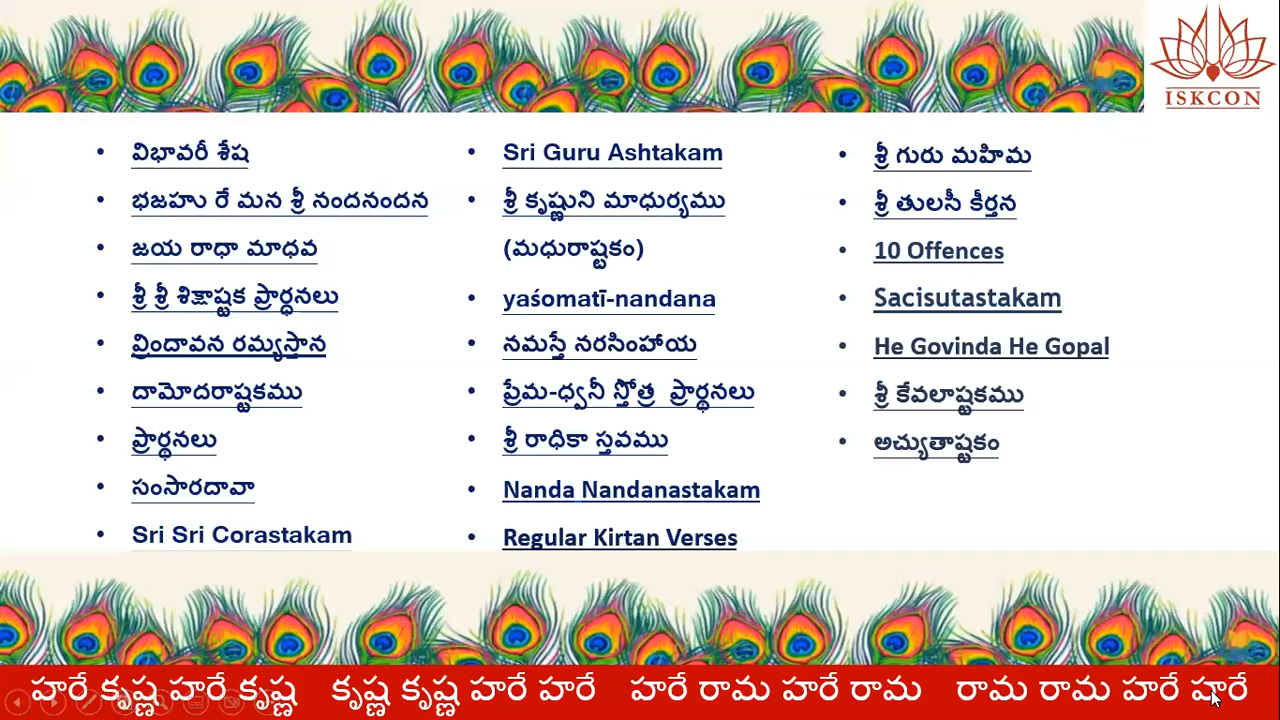 ISKCON
• విభావరీ శేష
• భజహు రే మన శ్రీ నందనందన
• జయ రాధా మాధవ
• శ్రీ శ్రీ శిక్షాష్టక ప్రార్ధనలు
• వ్రిందావన రమ్యస్తాన
• దామోదరాష్టకము
• ప్రార్థనలు
• సంసారదావా
• Sri Sri Corastakam
• Sri Guru Ashtakam
• శ్రీ కృష్ణుని మాధుర్యము
(మధురాష్టకం)
• yaśomatī-nandana
• నమస్తే నరసింహాయ
• ప్రేమ-ధ్వనీ స్తోత్ర ప్రార్థనలు
• శ్రీ రాధికా స్తవము
• Nanda Nandanastakam
• Regular Kirtan Verses
• శ్రీ గురు మహిమ
• శ్రీ తులసీ కీర్తన
• 10 Offences
• Sacisutastakam
• He Govinda He Gopal
• శ్రీ కేవలాష్టకము
• అచ్యుతాష్టకం
హరే కృష్ణ హరే కృష్ణ కృష్ణ కృష్ణ హరే హరే హరే రామ హరే రామ రామ రామ హరే హరే